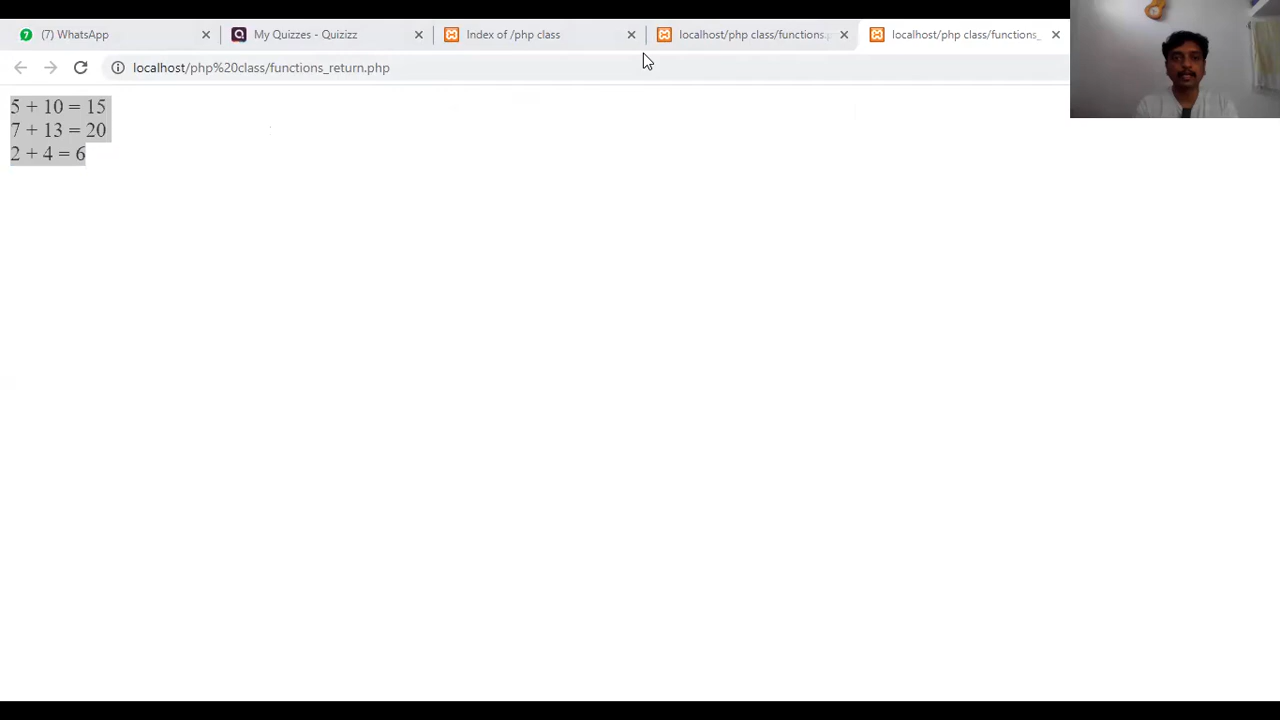 (7) WhatsApp
My Quizzes - Quizizz
Index of /php class
localhost/php class/functions.
localhost/php class/functions_
localhost/php%20class/functions_return.php
5 + 10 = 15
7 + 13 = 20
2 + 4 = 6